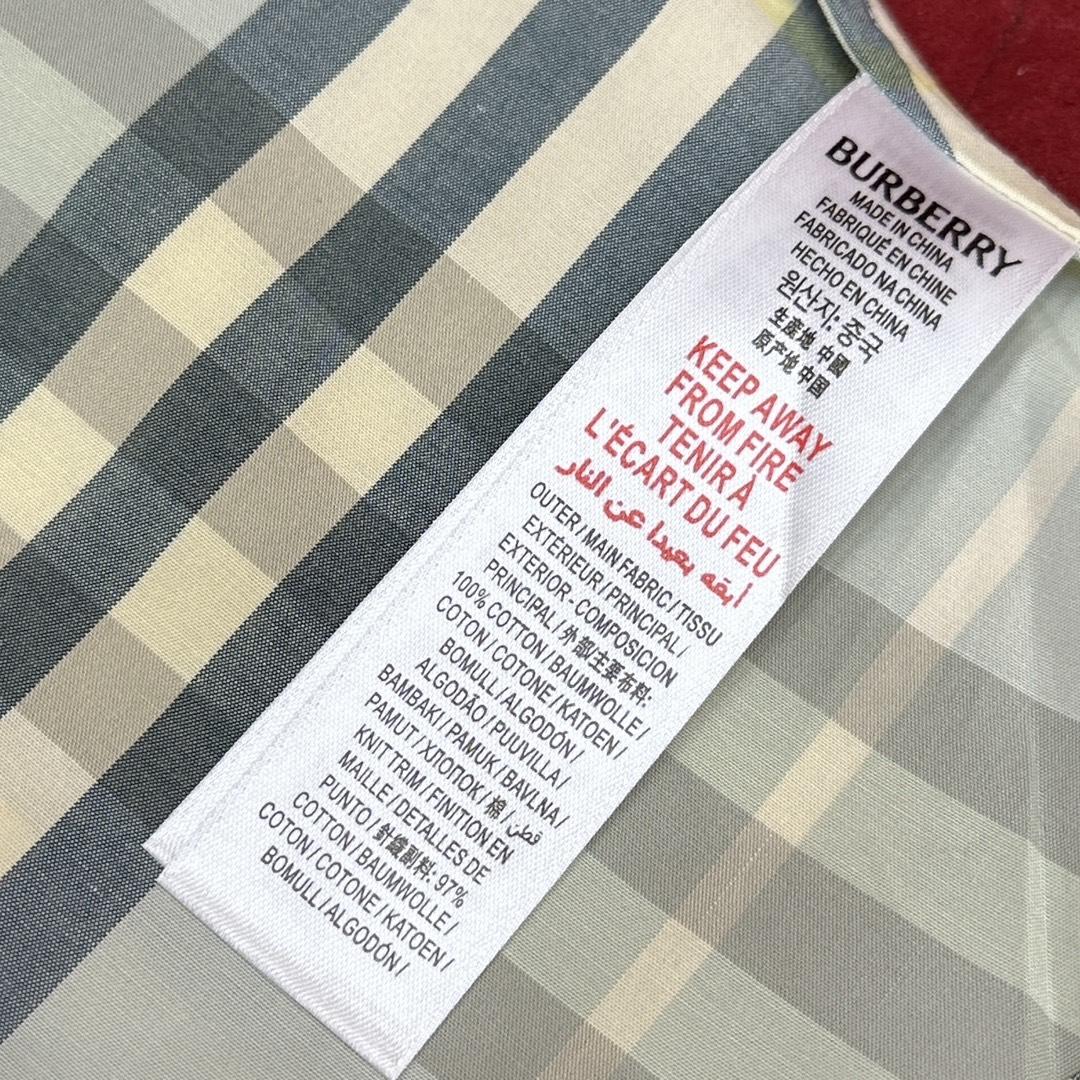 BURBERRY
MADE IN CHINA
FABRIQUÉ EN CHINE
FABRICADO NA CHINA
HECHO EN CHINA
원산지: 중국
生産地 中國
原产地 中国
KEEP AWAY
FROM FIRE
TENIR À
L'ÉCART DU FEU
أبقه بعيدا عن النار
OUTER / MAIN FABRIC / TISSU
EXTÉRIEUR / PRINCIPAL /
EXTERIOR - COMPOSICION
PRINCIPAL / 外部/主要布料:
100% COTTON / BAUMWOLLE /
COTON / COTONE / KATOEN /
BOMULL / ALGODÓN /
ALGODÃO / PUUVILLA /
BAMBAKI / PAMUK / BAVLNA /
PAMUT / ХЛОПОК / 棉 / قطن
KNIT TRIM / FINITION EN
MAILLE / DETALLES DE
PUNTO / 針織副料: 97%
COTTON / BAUMWOLLE /
COTON / COTONE / KATOEN /
BOMULL / ALGODÓN /